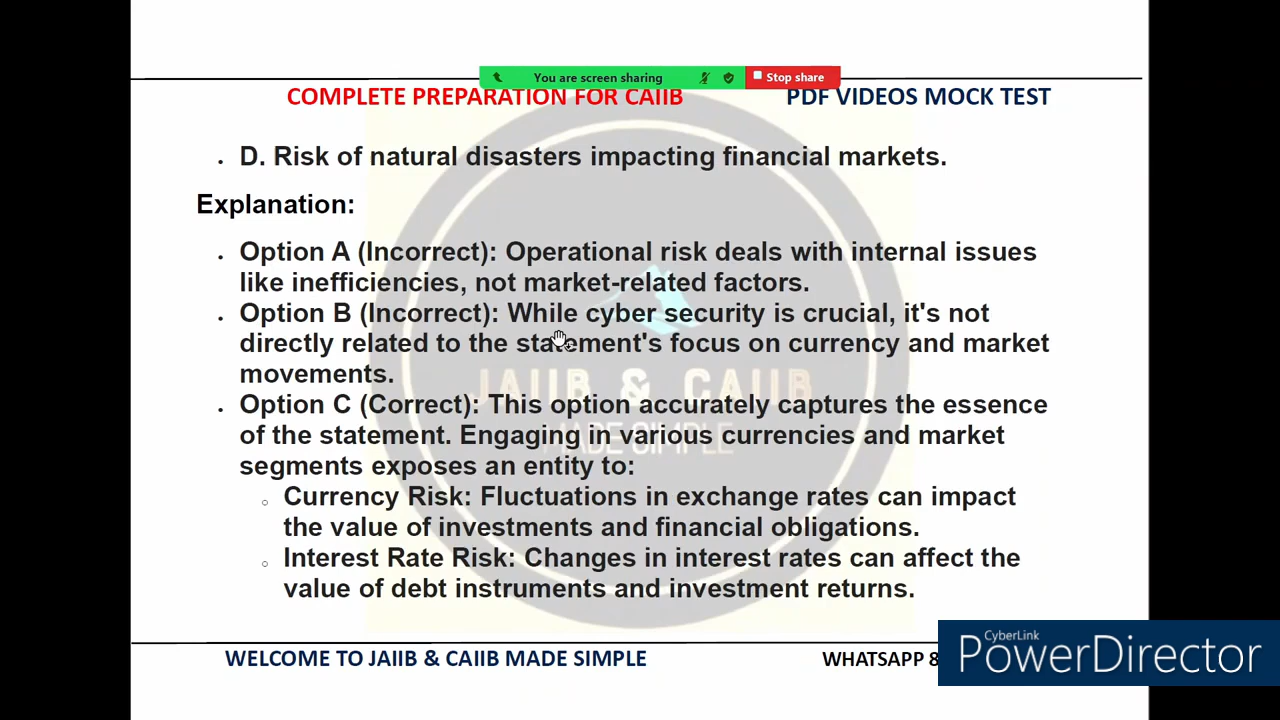 You are screen sharing
Stop share
COMPLETE PREPARATION FOR CAIIB
PDF VIDEOS MOCK TEST
D. Risk of natural disasters impacting financial markets.
Explanation:
Option A (Incorrect): Operational risk deals with internal issues
like inefficiencies, not market-related factors.
Option B (Incorrect): While cyber security is crucial, it's not
directly related to the statement's focus on currency and market
movements.
JAIIB & CAIIB
Option C (Correct): This option accurately captures the essence
of the statement. Engaging in various currencies and market
MADE SIMPLE
segments exposes an entity to:
Currency Risk: Fluctuations in exchange rates can impact
the value of investments and financial obligations.
Interest Rate Risk: Changes in interest rates can affect the
value of debt instruments and investment returns.
WELCOME TO JAIIB & CAIIB MADE SIMPLE
WHATSAPP 8
CyberLink
PowerDirector